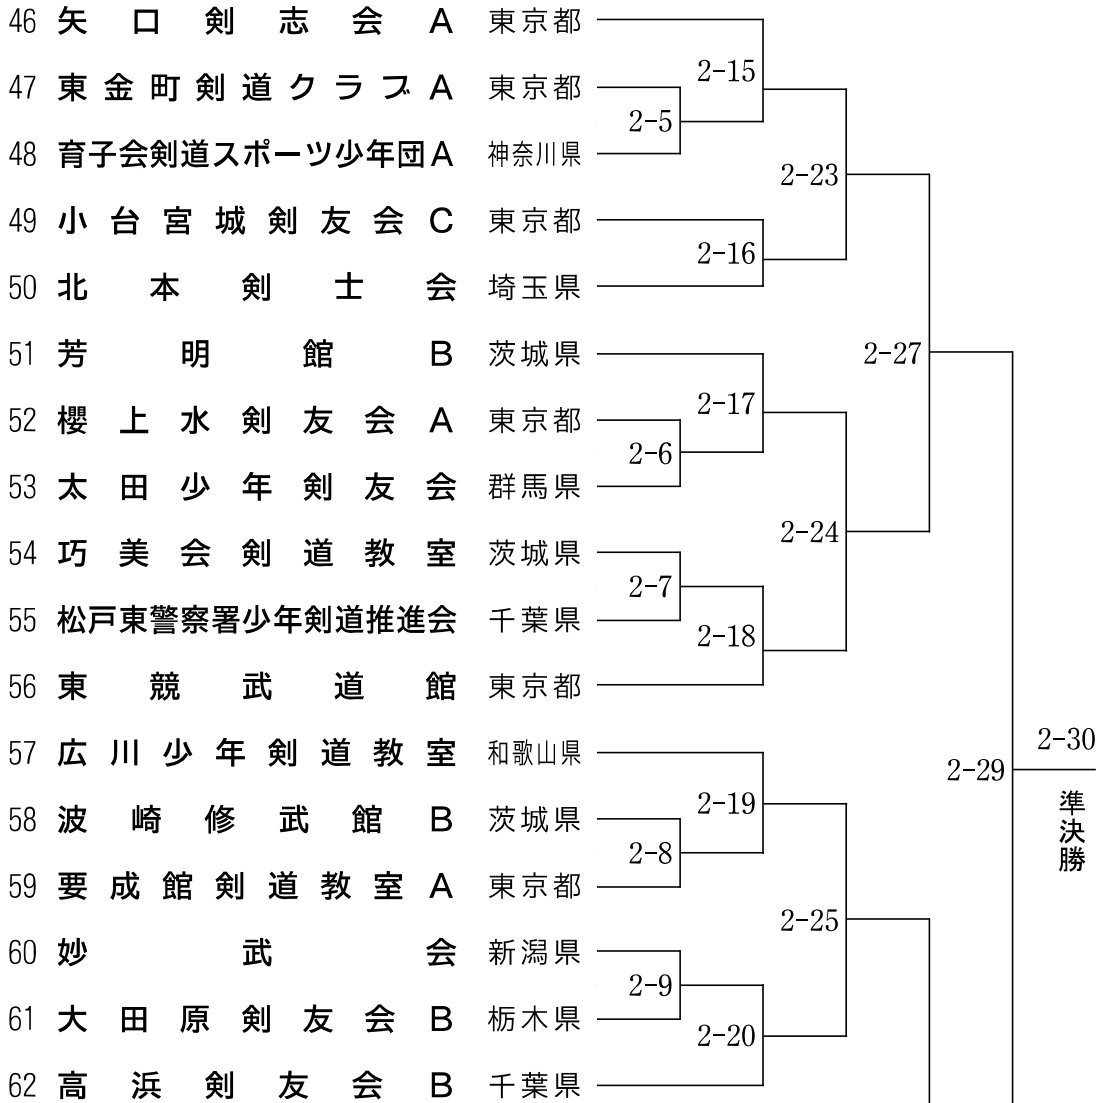 46 矢口剣志会A 東京都
2-15
47 東金町剣道クラブA 東京都
2-5
48 育子会剣道スポーツ少年団A 神奈川県
2-23
49 小台宮城剣友会C 東京都
2-16
50 北本剣士会 埼玉県
51 芳明館B 茨城県
2-27
2-17
52 櫻上水剣友会A 東京都
2-6
53 太田少年剣友会 群馬県
2-24
54 巧美会剣道教室 茨城県
2-7
55 松戸東警察署少年剣道推進会 千葉県
2-18
56 東競武道館 東京都
57 広川少年剣道教室 和歌山県
2-30
2-29
準決勝
2-19
58 波崎修武館B 茨城県
2-8
59 要成館剣道教室A 東京都
2-25
60 妙武会 新潟県
2-9
61 大田原剣友会B 栃木県
2-20
62 高浜剣友会B 千葉県